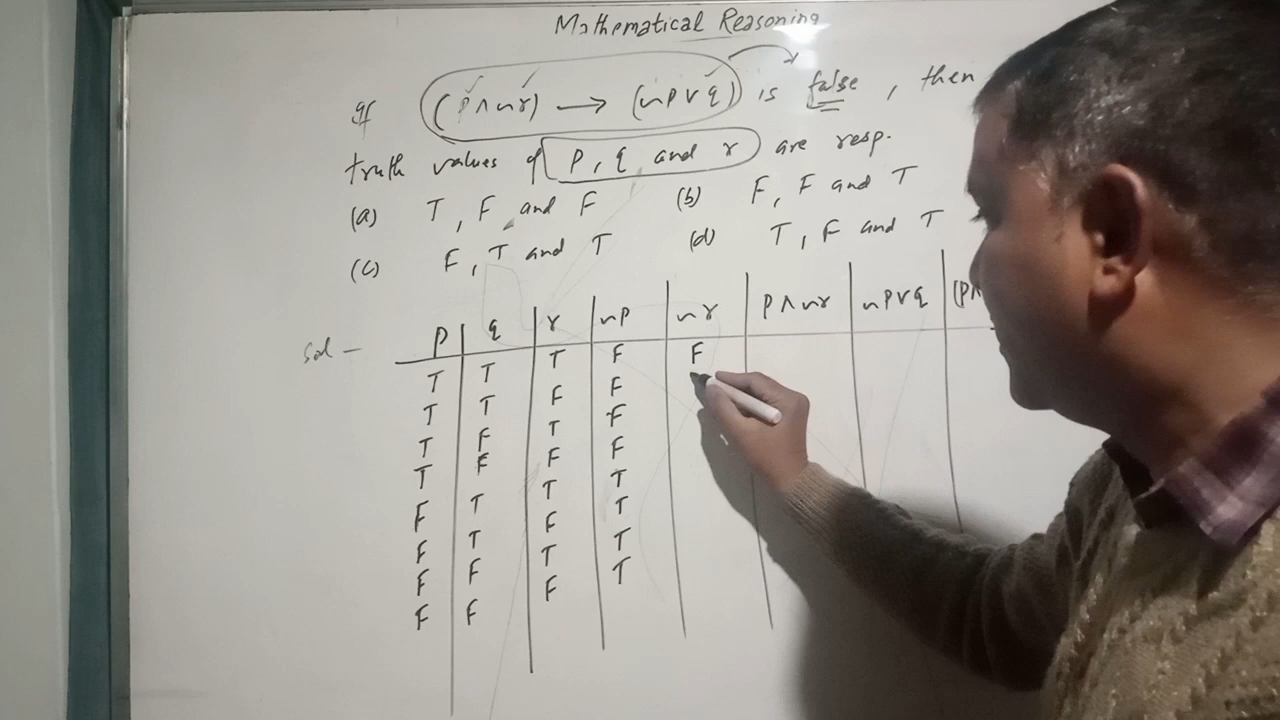 Mathematical Reasoning
If (p ∧ ~r) → (~p ∨ q) is false, then
truth values of p, q and r are resp.
(a) T, F and F (b) F, F and T
(c) F, T and T (d) T, F and T
Sol - p q r ~p ~r p ∧ ~r ~p ∨ q (p ∧
T T T F F
T T F F
T F T F
T F F F
F T T T
F T F T
F F T T
F F F T